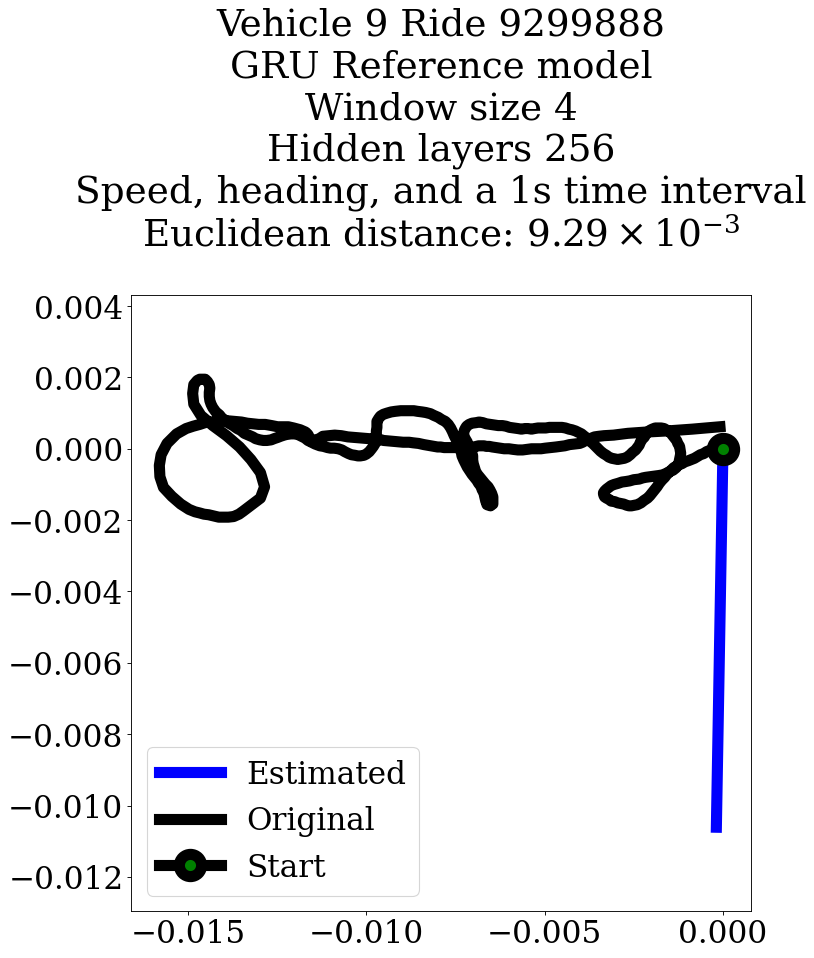 Vehicle 9 Ride 9299888
GRU Reference model
Window size 4
Hidden layers 256
Speed, heading, and a 1s time interval
Euclidean distance: 9.29 × 10⁻³
0.004
0.002
0.000
−0.002
−0.004
−0.006
−0.008
−0.010
−0.012
Estimated
Original
Start
−0.015 −0.010 −0.005 0.000